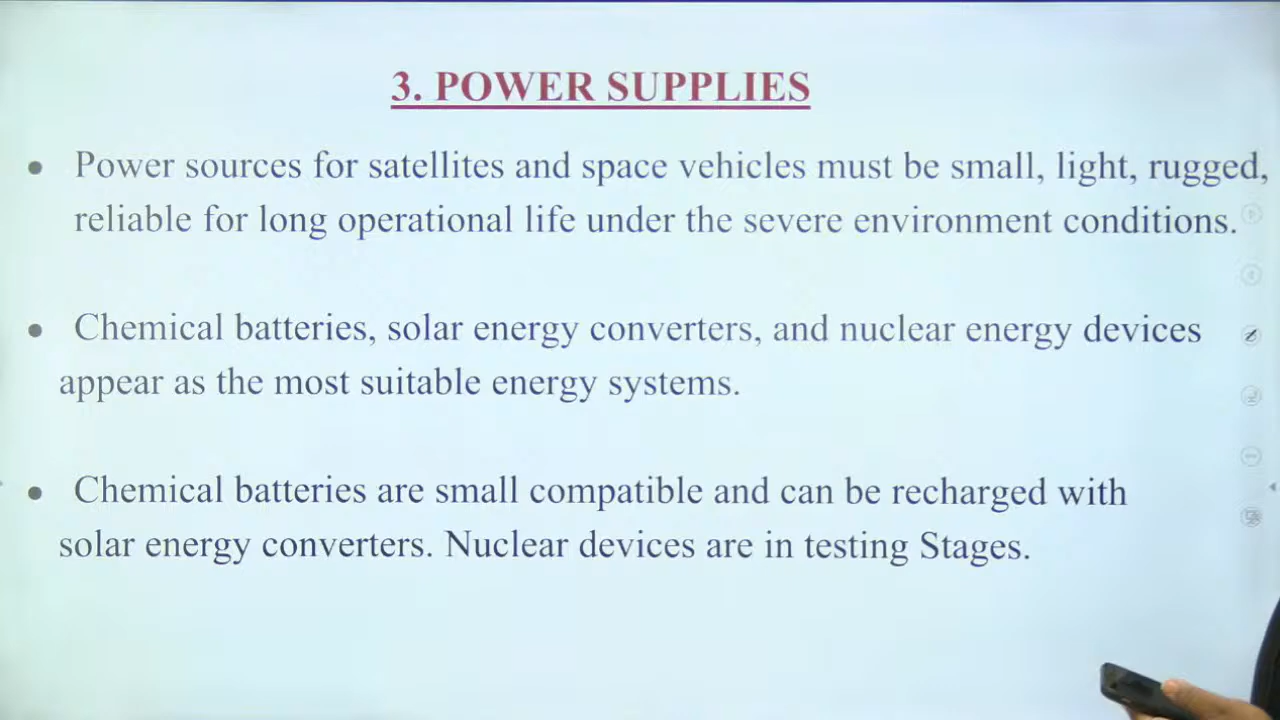 3. POWER SUPPLIES
• Power sources for satellites and space vehicles must be small, light, rugged,
reliable for long operational life under the severe environment conditions.
• Chemical batteries, solar energy converters, and nuclear energy devices
appear as the most suitable energy systems.
• Chemical batteries are small compatible and can be recharged with
solar energy converters. Nuclear devices are in testing Stages.